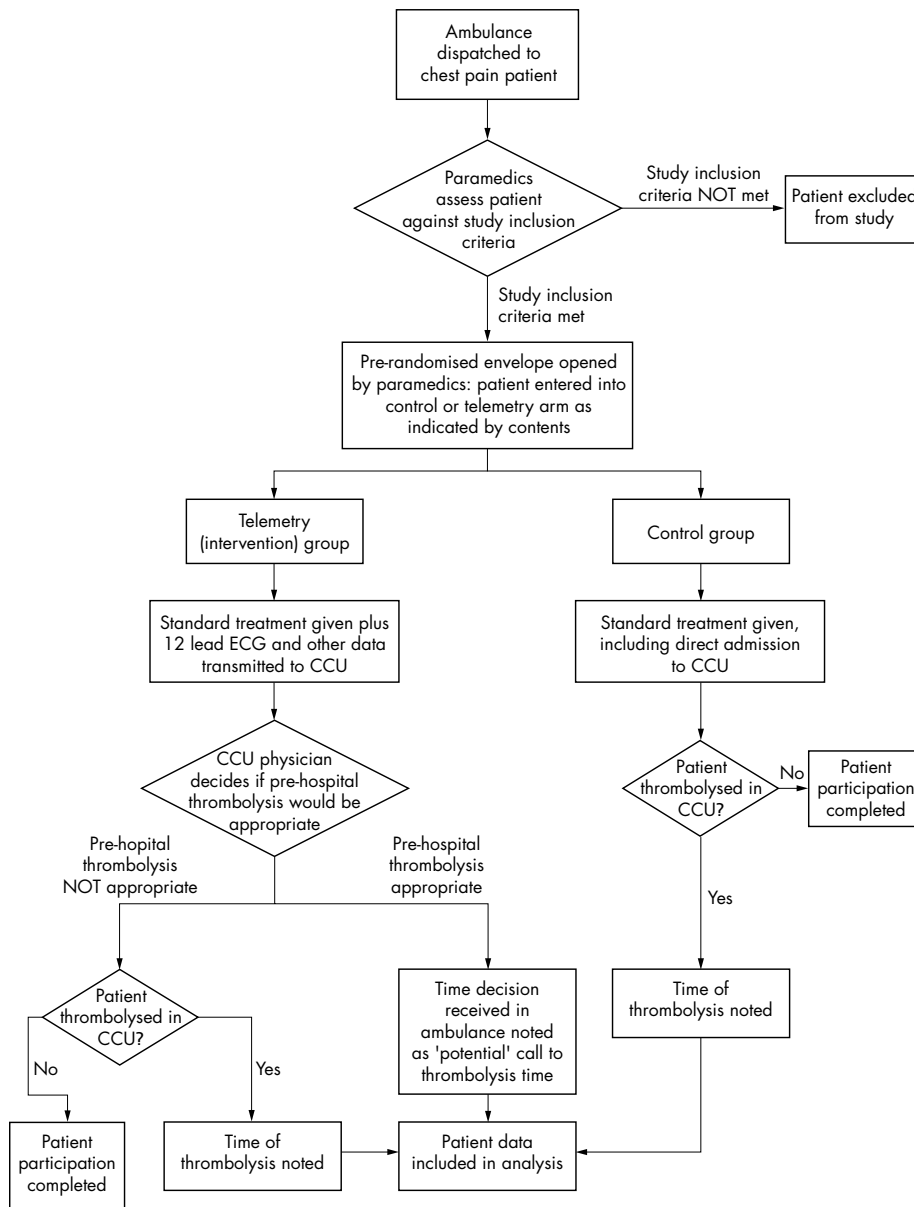 Ambulance
dispatched to
chest pain patient
Paramedics
assess patient
against study inclusion
criteria
Study inclusion
criteria NOT met
Patient excluded
from study
Study inclusion
criteria met
Pre-randomised envelope opened
by paramedics: patient entered into
control or telemetry arm as
indicated by contents
Telemetry
(intervention) group
Control group
Standard treatment given plus
12 lead ECG and other data
transmitted to CCU
Standard treatment given,
including direct admission
to CCU
CCU physician
decides if pre-hospital
thrombolysis would be
appropriate
Patient
thrombolysed in
CCU?
No
Patient
participation
completed
Pre-hopital
thrombolysis
NOT appropriate
Pre-hospital
thrombolysis
appropriate
Yes
Patient
thrombolysed in
CCU?
Time decision
received in
ambulance noted
as 'potential' call to
thrombolysis time
Time of
thrombolysis noted
No
Yes
Patient
participation
completed
Time of
thrombolysis noted
Patient data
included in analysis